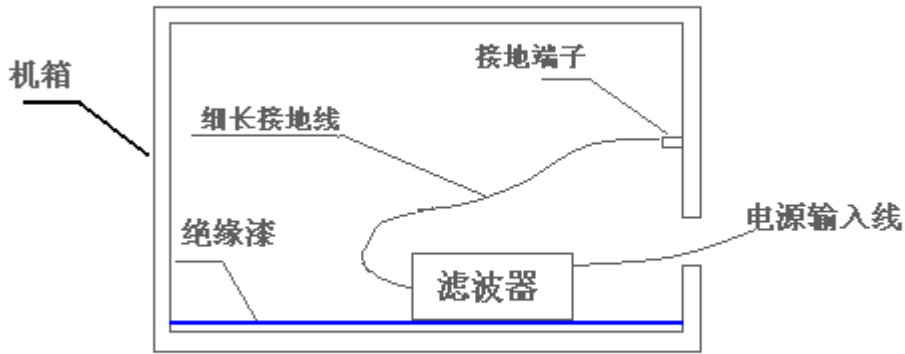 接地端子
机箱
细长接地线
电源输入线
绝缘漆
滤波器